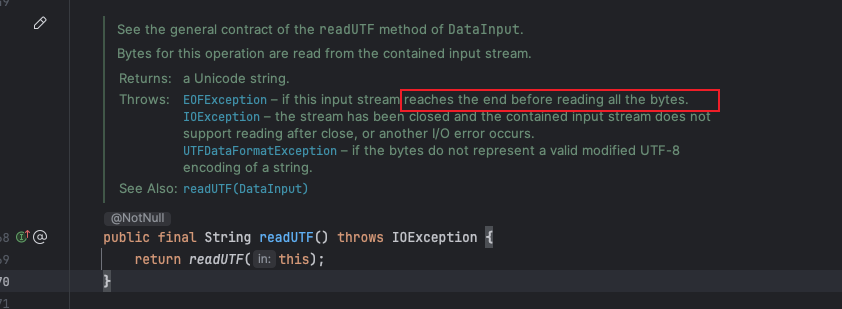 See the general contract of the readUTF method of DataInput.
Bytes for this operation are read from the contained input stream.
Returns: a Unicode string.
Throws: EOFException – if this input stream reaches the end before reading all the bytes.
IOException – the stream has been closed and the contained input stream does not
support reading after close, or another I/O error occurs.
UTFDataFormatException – if the bytes do not represent a valid modified UTF-8
encoding of a string.
See Also: readUTF(DataInput)
@NotNull
68 public final String readUTF() throws IOException {
69 return readUTF( in: this);
70 }
71